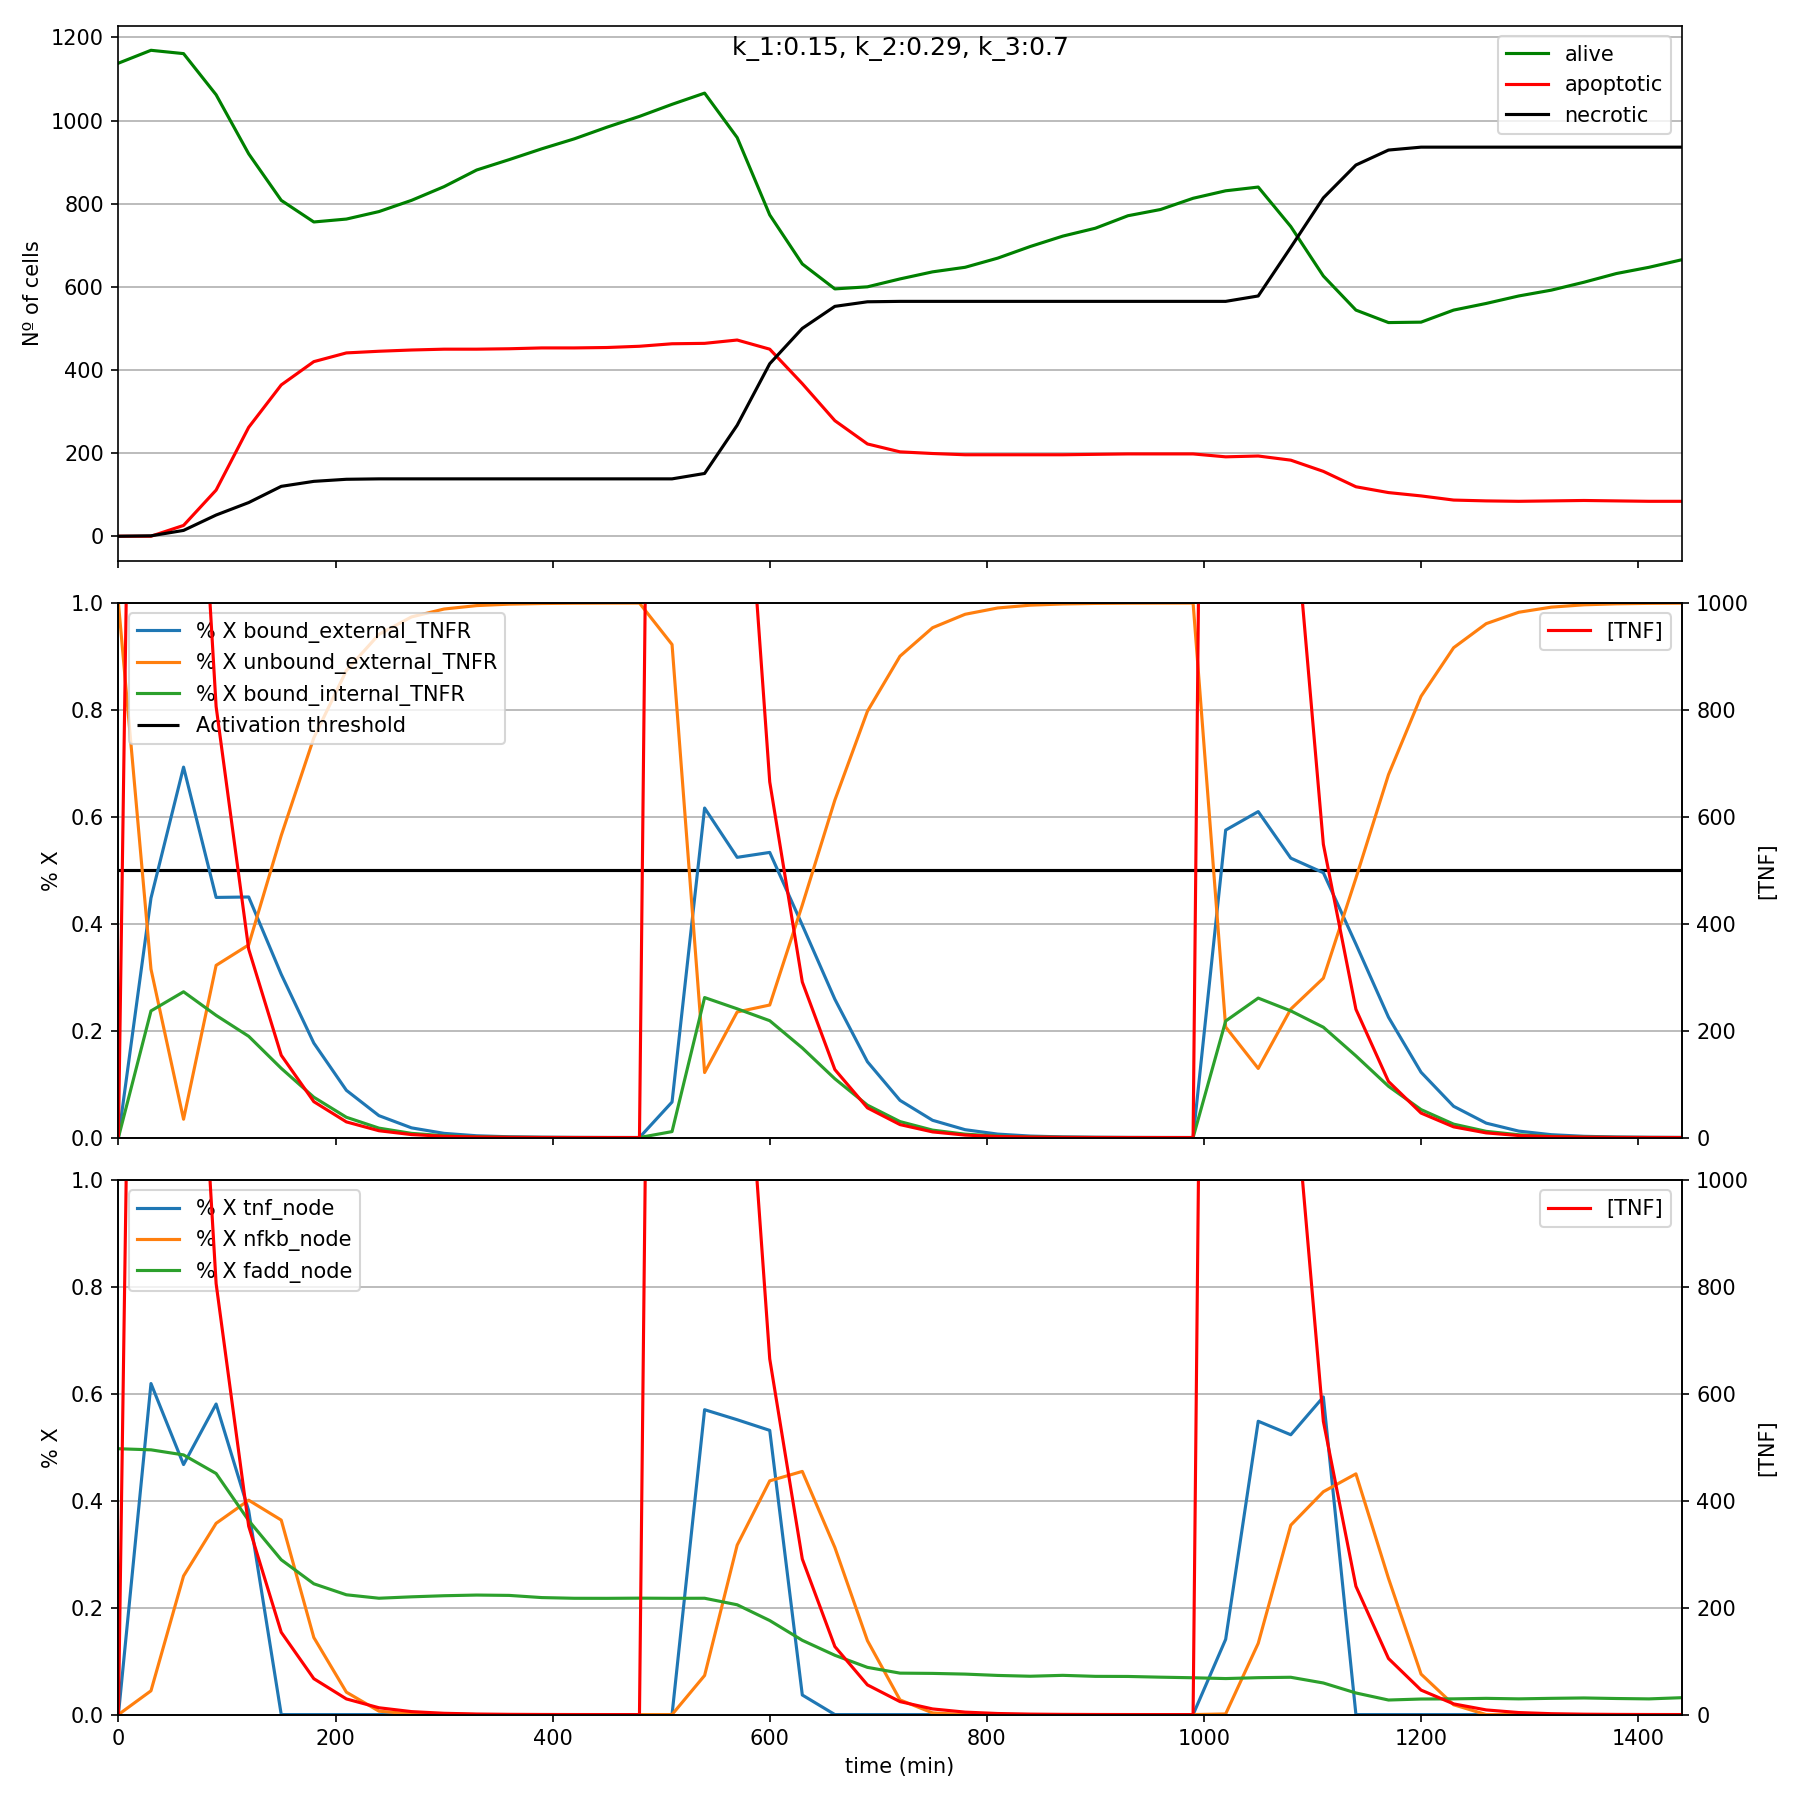 k_1:0.15, k_2:0.29, k_3:0.7
alive
apoptotic
necrotic
1200
1000
800
600
400
200
0
Nº of cells
% X bound_external_TNFR
% X unbound_external_TNFR
% X bound_internal_TNFR
Activation threshold
[TNF]
1.0
0.8
0.6
0.4
0.2
0.0
% X
1000
800
600
400
200
0
[TNF]
% X tnf_node
% X nfkb_node
% X fadd_node
[TNF]
1.0
0.8
0.6
0.4
0.2
0.0
% X
1000
800
600
400
200
0
[TNF]
0 200 400 600 800 1000 1200 1400
time (min)